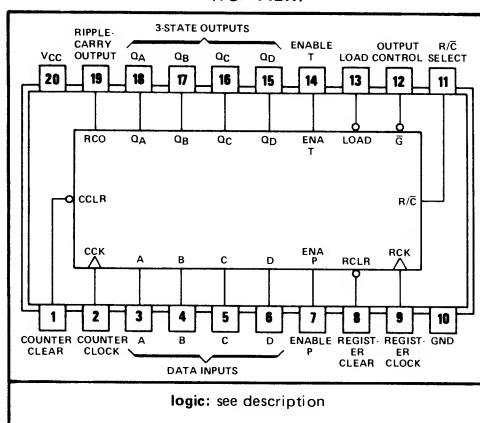 3-STATE OUTPUTS
RIPPLE-
CARRY
OUTPUT
ENABLE
T
OUTPUT
CONTROL
R/C̅
SELECT
VCC
QA QB QC QD
LOAD
20 19 18 17 16 15 14 13 12 11
RCO QA QB QC QD ENA
T LOAD G̅
CCLR
R/C̅
CCK A B C D ENA
P RCLR RCK
1 2 3 4 5 6 7 8 9 10
COUNTER
CLEAR
COUNTER
CLOCK
A B C D
ENABLE
P
REGIST-
ER
CLEAR
REGIST-
ER
CLOCK
GND
DATA INPUTS
logic: see description